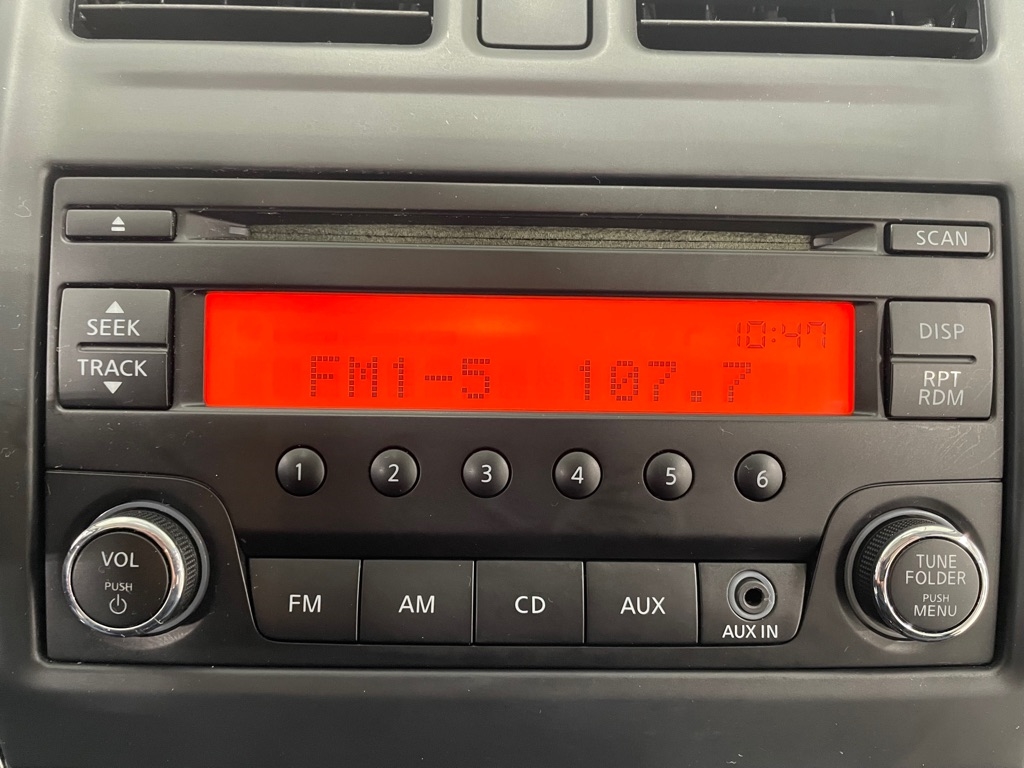 SCAN
SEEK
TRACK
10:47
FM1-5 107.7
DISP
RPT
RDM
1 2 3 4 5 6
VOL
PUSH
FM AM CD AUX
AUX IN
TUNE
FOLDER
PUSH
MENU